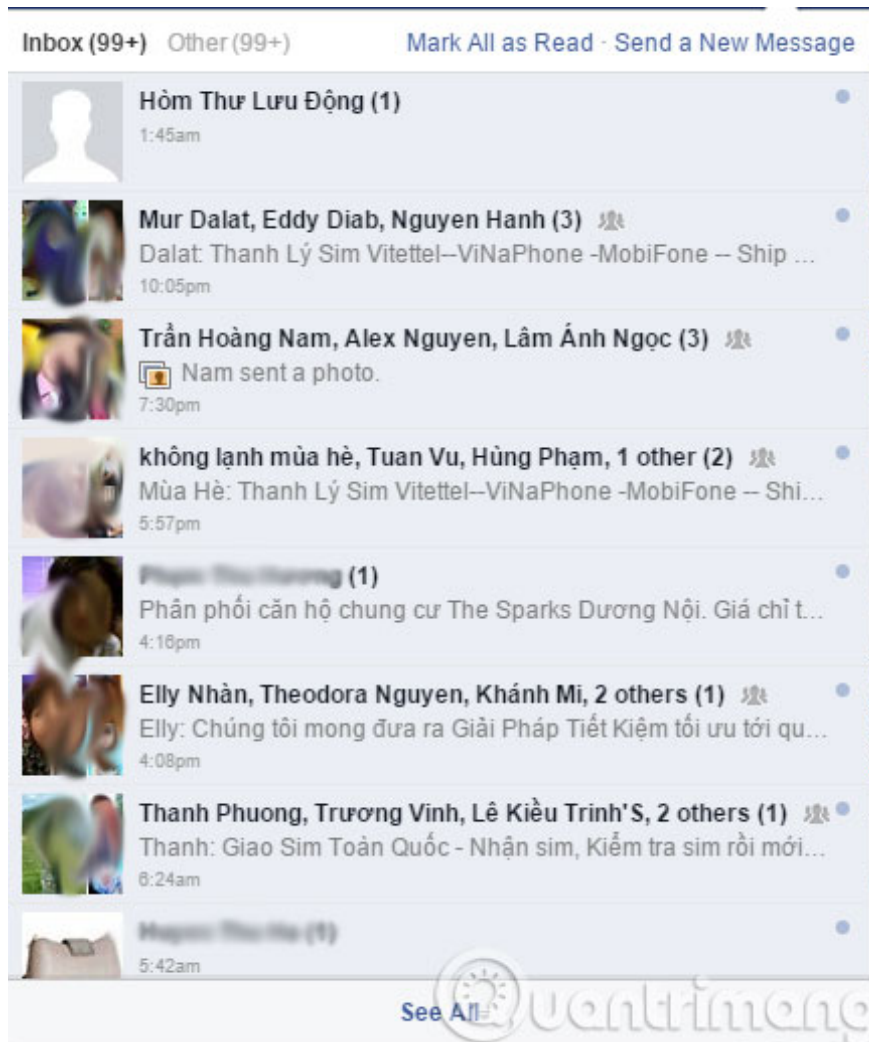 Inbox (99+) Other (99+) Mark All as Read · Send a New Message
Hòm Thư Lưu Động (1)
1:45am
Mur Dalat, Eddy Diab, Nguyen Hanh (3)
Dalat: Thanh Lý Sim Vitettel--ViNaPhone -MobiFone -- Ship ...
10:05pm
Trần Hoàng Nam, Alex Nguyen, Lâm Ánh Ngọc (3)
Nam sent a photo.
7:30pm
không lạnh mùa hè, Tuan Vu, Hùng Phạm, 1 other (2)
Mùa Hè: Thanh Lý Sim Vitettel--ViNaPhone -MobiFone -- Shi...
5:57pm
(1)
Phân phối căn hộ chung cư The Sparks Dương Nội. Giá chỉ t...
4:16pm
Elly Nhàn, Theodora Nguyen, Khánh Mi, 2 others (1)
Elly: Chúng tôi mong đưa ra Giải Pháp Tiết Kiệm tối ưu tới qu...
4:08pm
Thanh Phuong, Trương Vinh, Lê Kiều Trinh'S, 2 others (1)
Thanh: Giao Sim Toàn Quốc - Nhận sim, Kiểm tra sim rồi mới...
6:24am
(1)
5:42am
See All
Quantrimang